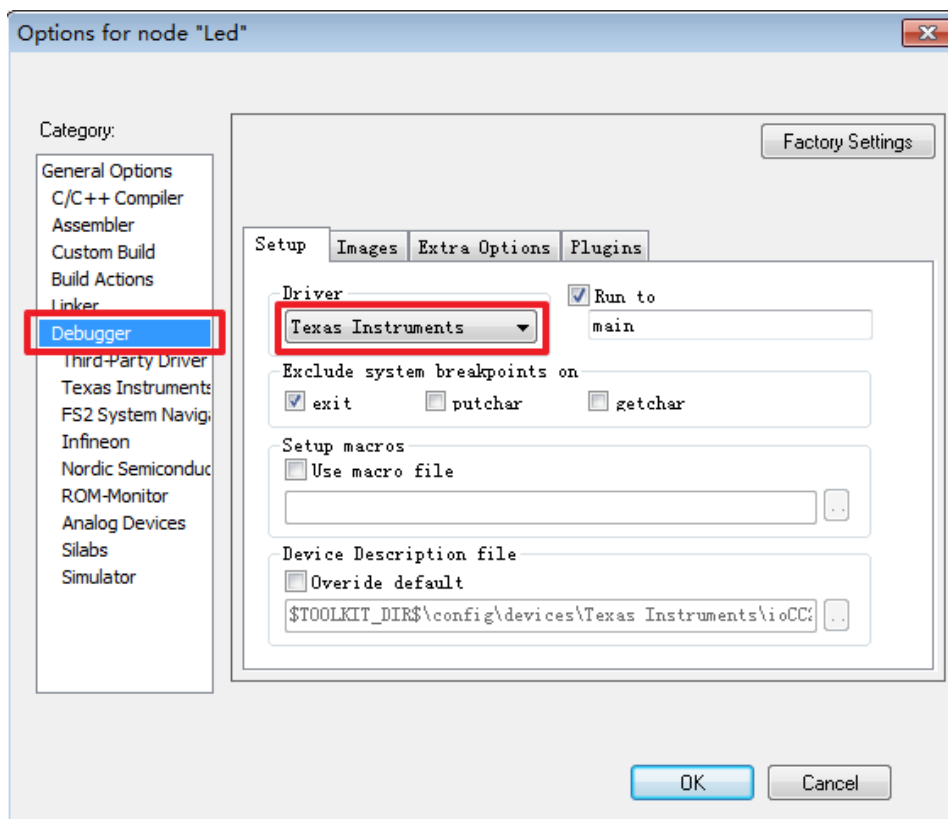 Options for node "Led"
Category:
Factory Settings
General Options
C/C++ Compiler
Assembler
Custom Build
Build Actions
Linker
Debugger
Third-Party Driver
Texas Instruments
FS2 System Naviga
Infineon
Nordic Semiconduc
ROM-Monitor
Analog Devices
Silabs
Simulator
Setup Images Extra Options Plugins
Driver
Texas Instruments
Run to
main
Exclude system breakpoints on
exit putchar getchar
Setup macros
Use macro file
..
Device Description file
Override default
$TOOLKIT_DIR$\config\devices\Texas Instruments\ioCC2
..
OK Cancel